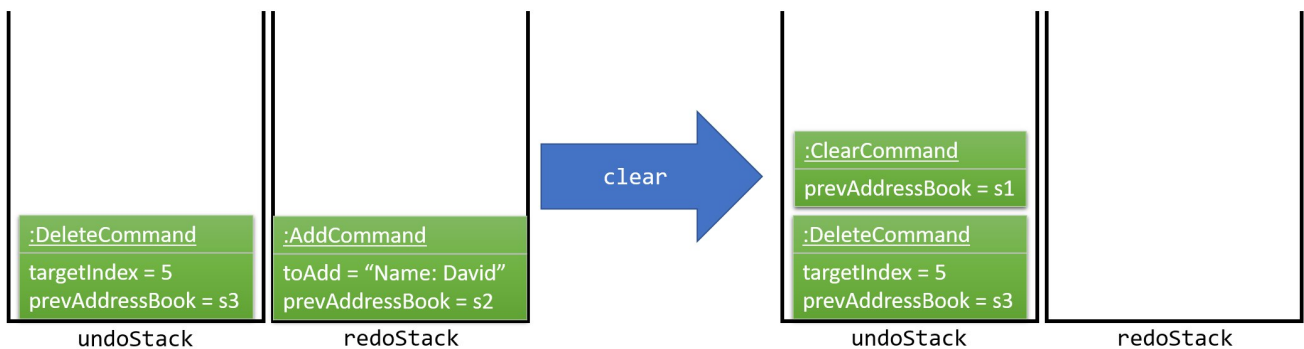 :DeleteCommand
targetIndex = 5
prevAddressBook = s3
undoStack
:AddCommand
toAdd = “Name: David”
prevAddressBook = s2
redoStack
clear
:ClearCommand
prevAddressBook = s1
:DeleteCommand
targetIndex = 5
prevAddressBook = s3
undoStack
redoStack